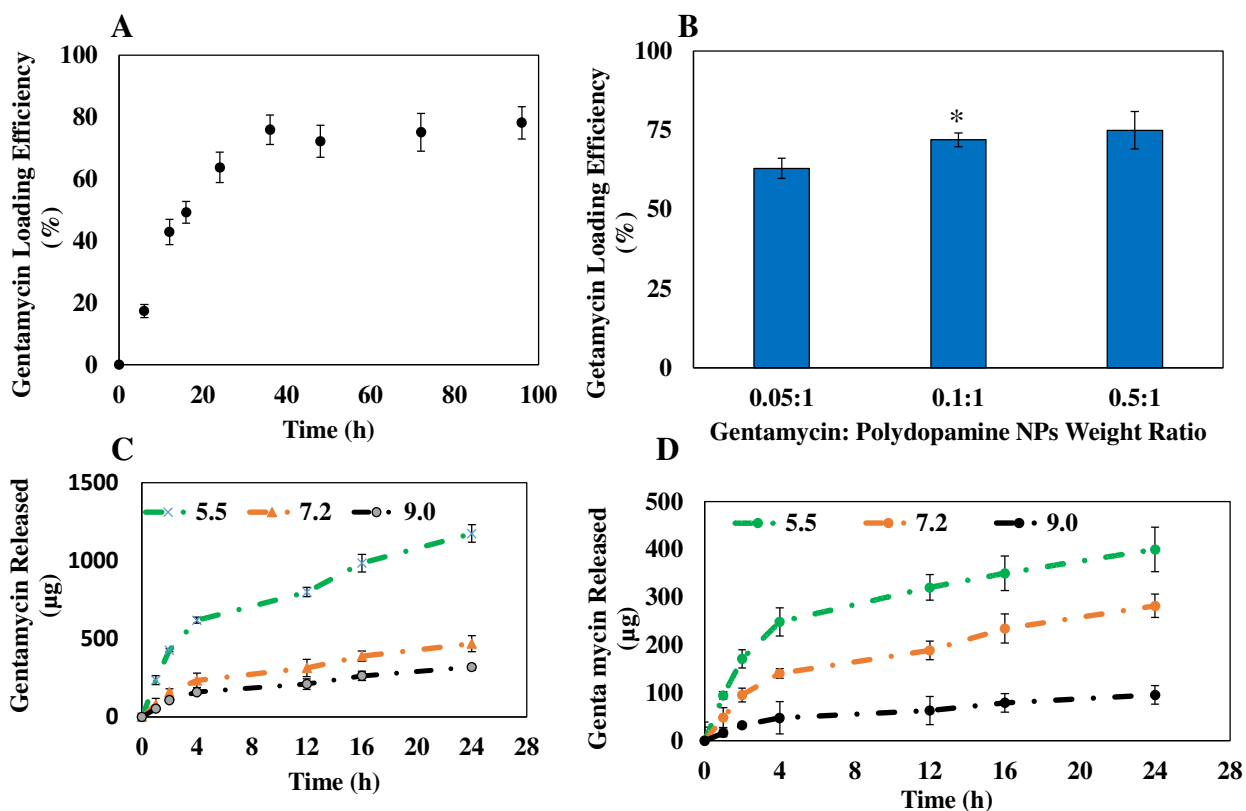 A
Gentamycin Loading Efficiency
(%)
100
80
60
40
20
0
0 20 40 60 80 100
Time (h)
B
Getamycin Loading Efficiency
(%)
100
75
50
25
0
*
0.05:1 0.1:1 0.5:1
Gentamycin: Polydopamine NPs Weight Ratio
C
Gentamycin Released
(µg)
1500
1000
500
0
5.5 7.2 9.0
0 4 8 12 16 20 24 28
Time (h)
D
Genta mycin Released
(µg)
500
400
300
200
100
0
5.5 7.2 9.0
0 4 8 12 16 20 24 28
Time (h)